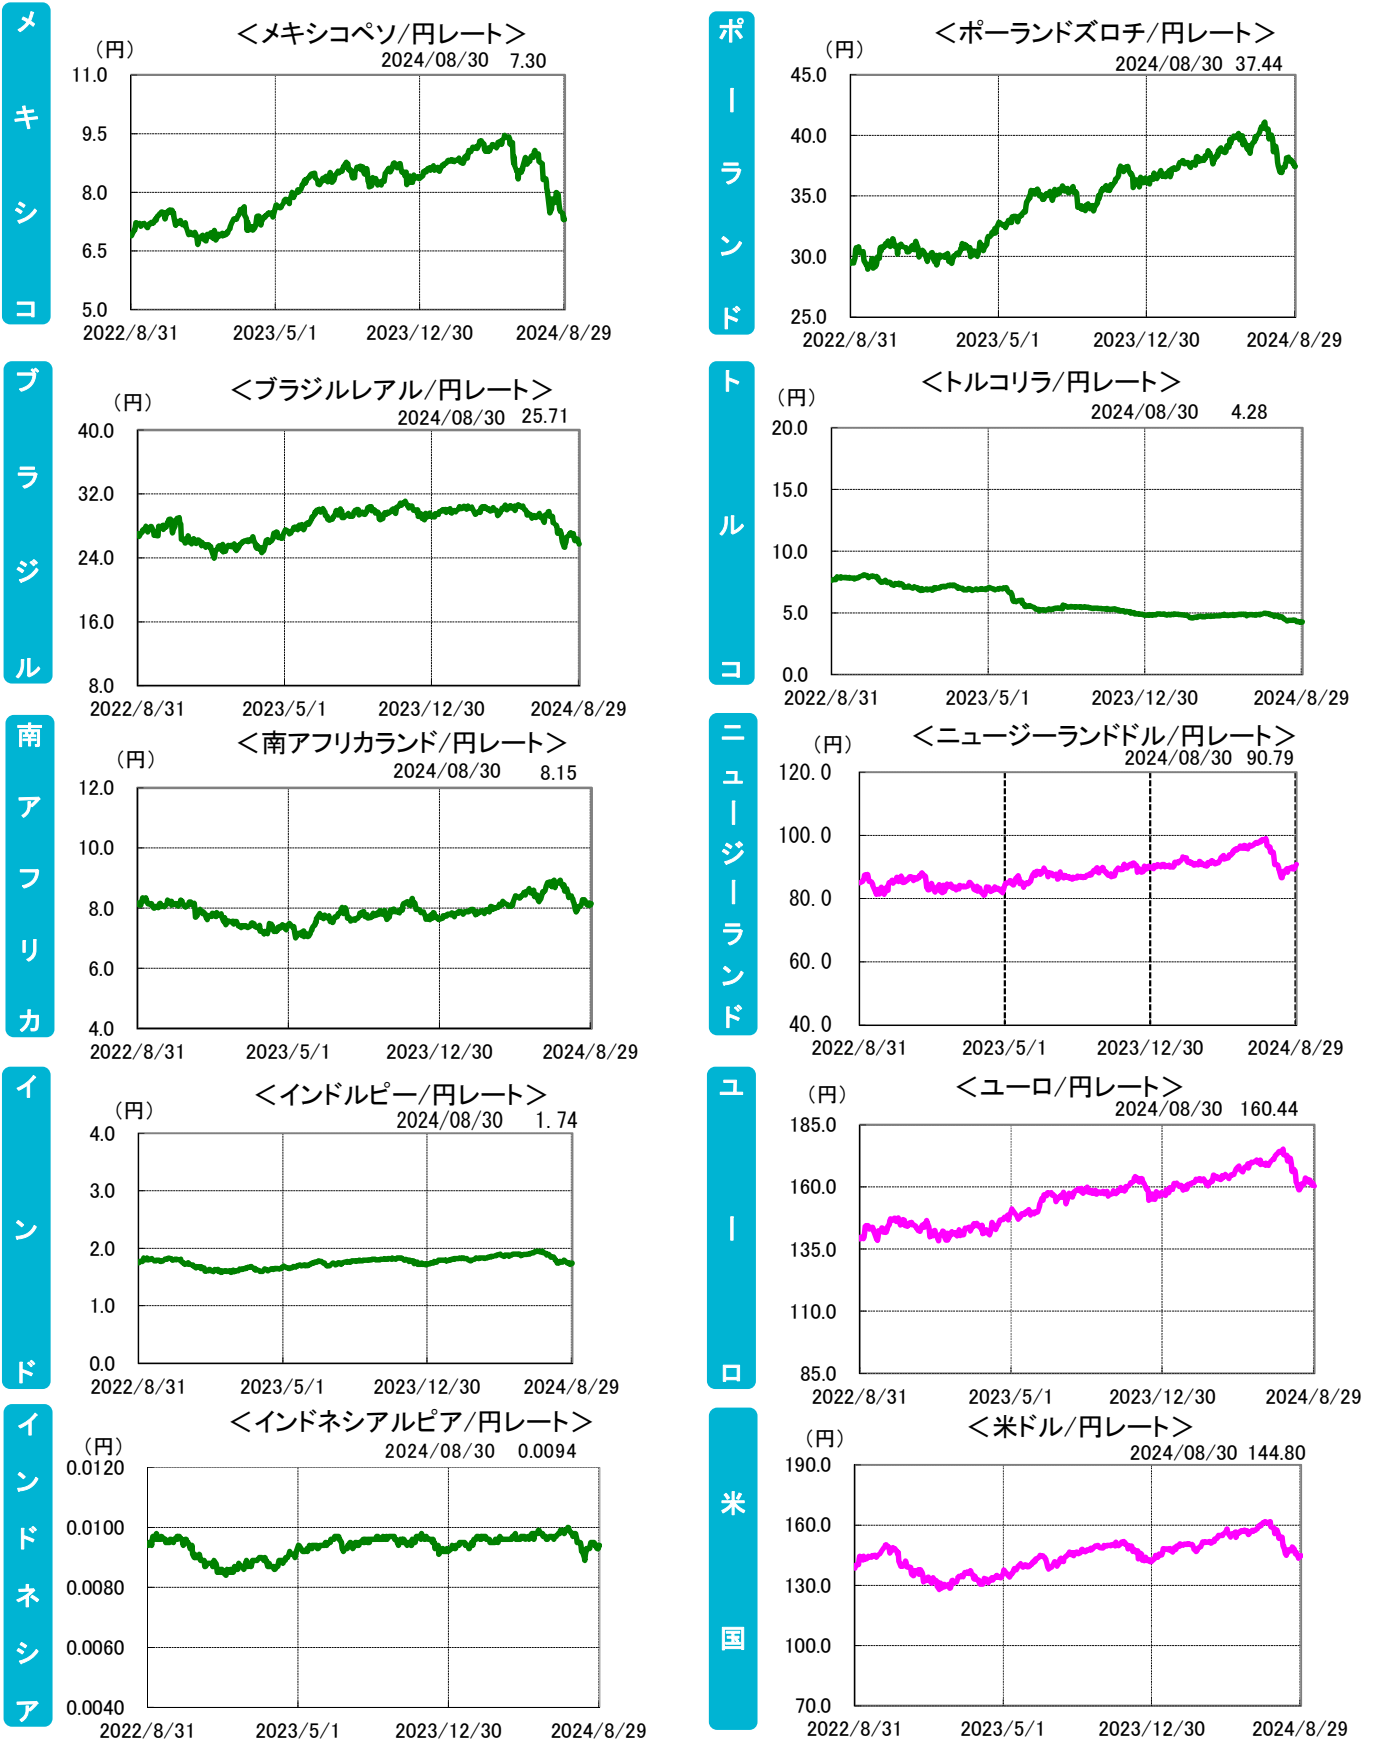 メキシコ
＜メキシコペソ/円レート＞
（円）
2024/08/30 7.30
11.0
9.5
8.0
6.5
5.0
2022/8/31 2023/5/1 2023/12/30 2024/8/29
ポーランド
＜ポーランドズロチ/円レート＞
（円）
2024/08/30 37.44
45.0
40.0
35.0
30.0
25.0
2022/8/31 2023/5/1 2023/12/30 2024/8/29
ブラジル
＜ブラジルレアル/円レート＞
（円）
2024/08/30 25.71
40.0
32.0
24.0
16.0
8.0
2022/8/31 2023/5/1 2023/12/30 2024/8/29
トルコ
＜トルコリラ/円レート＞
（円）
2024/08/30 4.28
20.0
15.0
10.0
5.0
0.0
2022/8/31 2023/5/1 2023/12/30 2024/8/29
南アフリカ
＜南アフリカランド/円レート＞
（円）
2024/08/30 8.15
12.0
10.0
8.0
6.0
4.0
2022/8/31 2023/5/1 2023/12/30 2024/8/29
ニュージーランド
＜ニュージーランドドル/円レート＞
（円）
2024/08/30 90.79
120.0
100.0
80.0
60.0
40.0
2022/8/31 2023/5/1 2023/12/30 2024/8/29
インド
＜インドルピー/円レート＞
（円）
2024/08/30 1.74
4.0
3.0
2.0
1.0
0.0
2022/8/31 2023/5/1 2023/12/30 2024/8/29
ユーロ
＜ユーロ/円レート＞
（円）
2024/08/30 160.44
185.0
160.0
135.0
110.0
85.0
2022/8/31 2023/5/1 2023/12/30 2024/8/29
インドネシア
＜インドネシアルピア/円レート＞
（円）
2024/08/30 0.0094
0.0120
0.0100
0.0080
0.0060
0.0040
2022/8/31 2023/5/1 2023/12/30 2024/8/29
米国
＜米ドル/円レート＞
（円）
2024/08/30 144.80
190.0
160.0
130.0
100.0
70.0
2022/8/31 2023/5/1 2023/12/30 2024/8/29